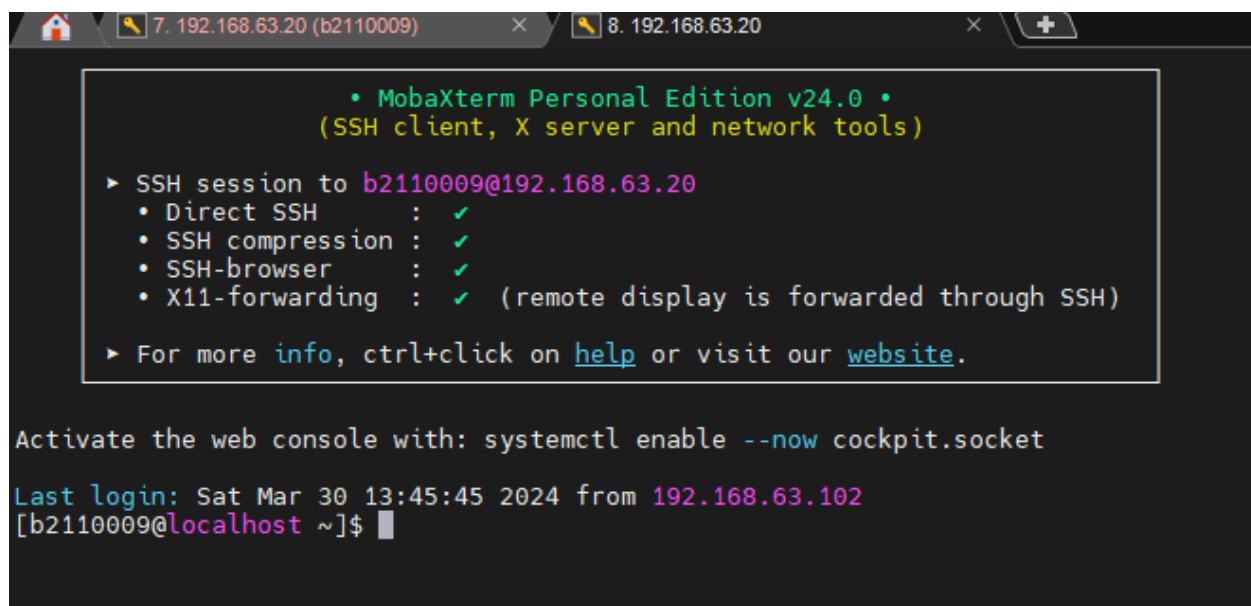 7. 192.168.63.20 (b2110009)
8. 192.168.63.20
• MobaXterm Personal Edition v24.0 •
(SSH client, X server and network tools)
➤ SSH session to b2110009@192.168.63.20
• Direct SSH : ✔
• SSH compression : ✔
• SSH-browser : ✔
• X11-forwarding : ✔ (remote display is forwarded through SSH)
➤ For more info, ctrl+click on help or visit our website.
Activate the web console with: systemctl enable --now cockpit.socket
Last login: Sat Mar 30 13:45:45 2024 from 192.168.63.102
[b2110009@localhost ~]$